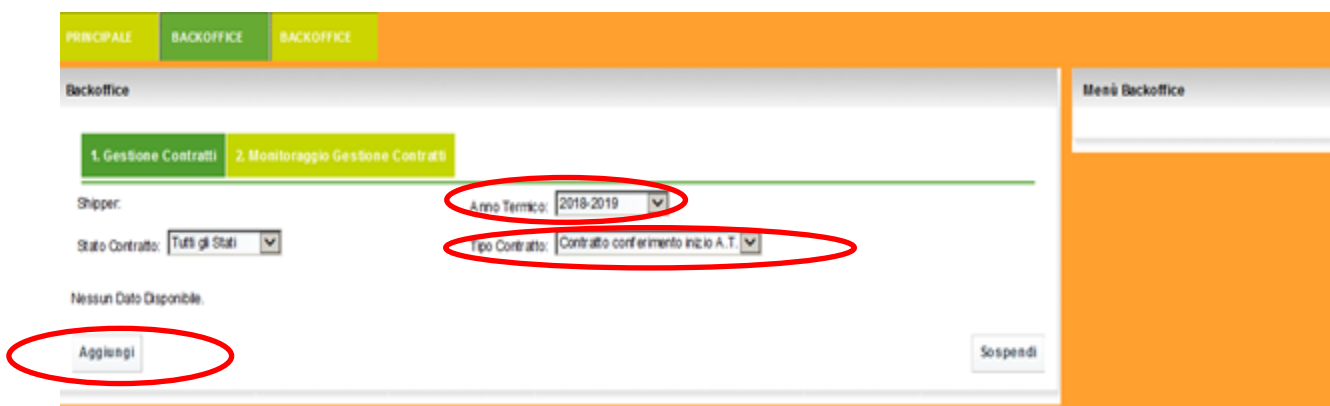 PRINCIPALE BACKOFFICE BACKOFFICE
Backoffice
Menù Backoffice
1. Gestione Contratti 2. Monitoraggio Gestione Contratti
Shipper: Anno Termico: 2018-2019
Stato Contratto: Tutti gli Stati Tipo Contratto: Contratto conferimento inizio A.T.
Nessun Dato Disponibile.
Aggiungi Sospendi